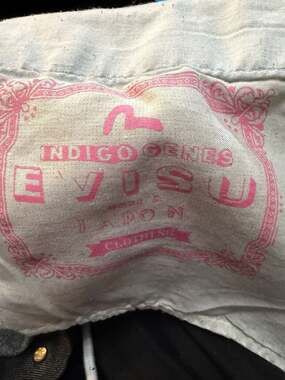 INDIGO GENES
EVISU
JAPON
CLOTHING